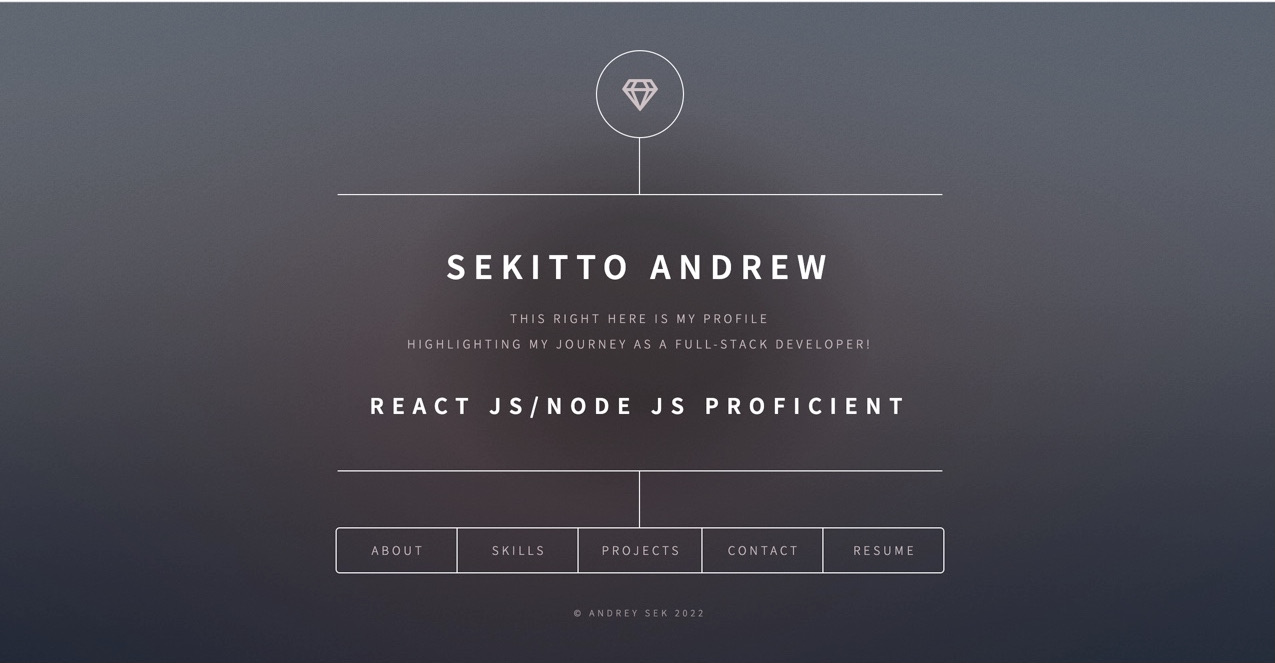 SEKITTO ANDREW
THIS RIGHT HERE IS MY PROFILE
HIGHLIGHTING MY JOURNEY AS A FULL-STACK DEVELOPER!
REACT JS/NODE JS PROFICIENT
ABOUT SKILLS PROJECTS CONTACT RESUME
© ANDREY SEK 2022